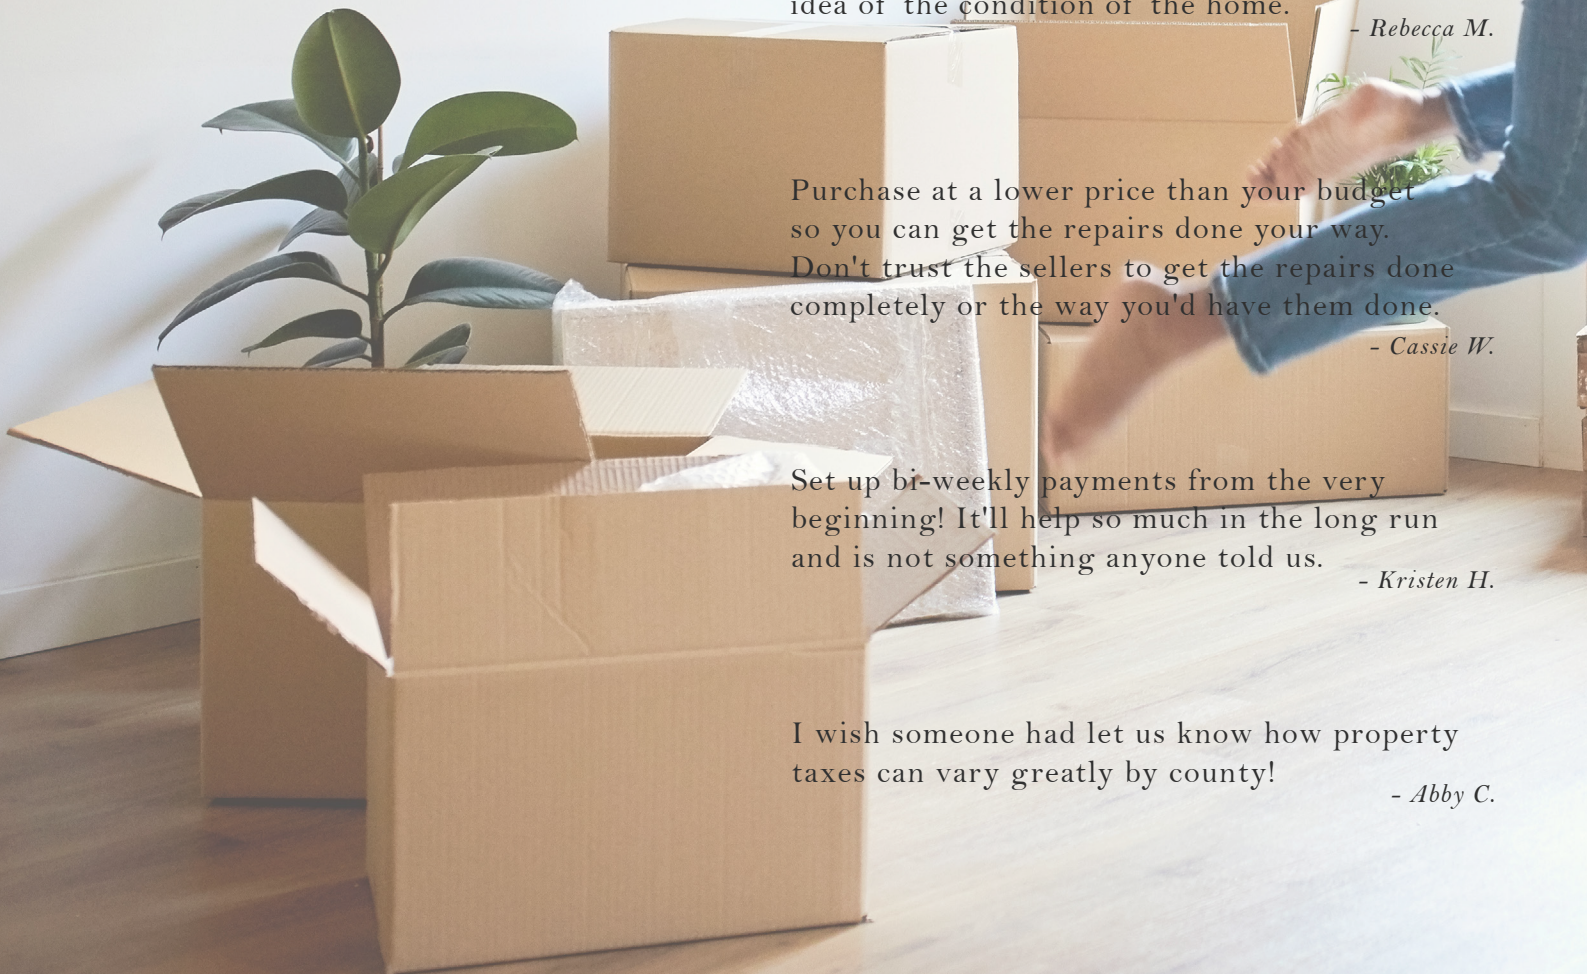 idea of the condition of the home.
- Rebecca M.
Purchase at a lower price than your budget
so you can get the repairs done your way.
Don't trust the sellers to get the repairs done
completely or the way you'd have them done.
- Cassie W.
Set up bi-weekly payments from the very
beginning! It'll help so much in the long run
and is not something anyone told us.
- Kristen H.
I wish someone had let us know how property
taxes can vary greatly by county!
- Abby C.